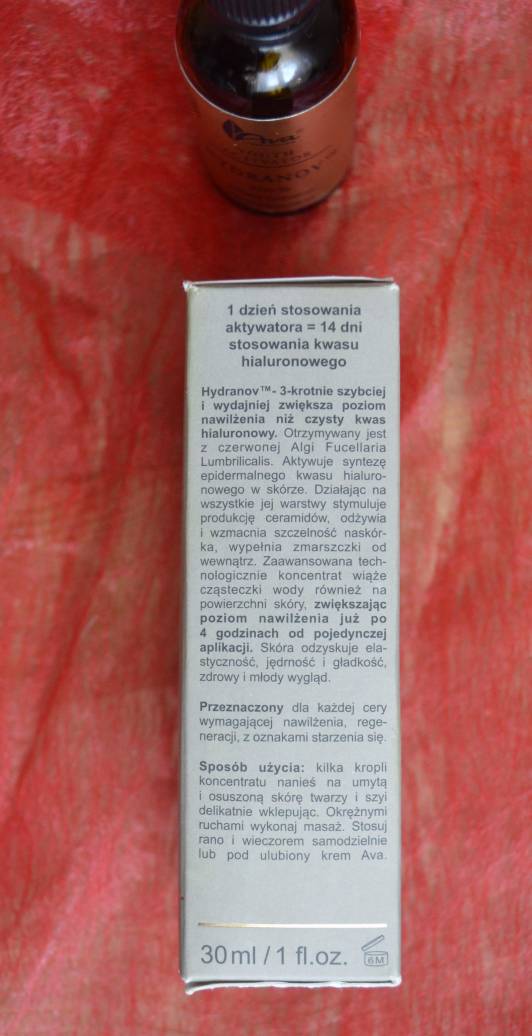 Ava
YOUTH
ACTIVATOR
HYDRANOV™
1 dzień stosowania
aktywatora = 14 dni
stosowania kwasu
hialuronowego
Hydranov™- 3-krotnie szybciej
i wydajniej zwiększa poziom
nawilżenia niż czysty kwas
hialuronowy. Otrzymywany jest
z czerwonej Algi Fucellaria
Lumbrilicalis. Aktywuje syntezę
epidermalnego kwasu hialuro-
nowego w skórze. Działając na
wszystkie jej warstwy stymuluje
produkcję ceramidów, odżywia
i wzmacnia szczelność naskór-
ka, wypełnia zmarszczki od
wewnątrz. Zaawansowana tech-
nologicznie koncentrat wiąże
cząsteczki wody również na
powierzchni skóry, zwiększając
poziom nawilżenia już po
4 godzinach od pojedynczej
aplikacji. Skóra odzyskuje ela-
styczność, jędrność i gładkość,
zdrowy i młody wygląd.
Przeznaczony dla każdej cery
wymagającej nawilżenia, rege-
neracji, z oznakami starzenia się.
Sposób użycia: kilka kropli
koncentratu nanieś na umytą
i osuszoną skórę twarzy i szyi
delikatnie wklepując. Okrężnymi
ruchami wykonaj masaż. Stosuj
rano i wieczorem samodzielnie
lub pod ulubiony krem Ava.
30 ml / 1 fl.oz. 6M